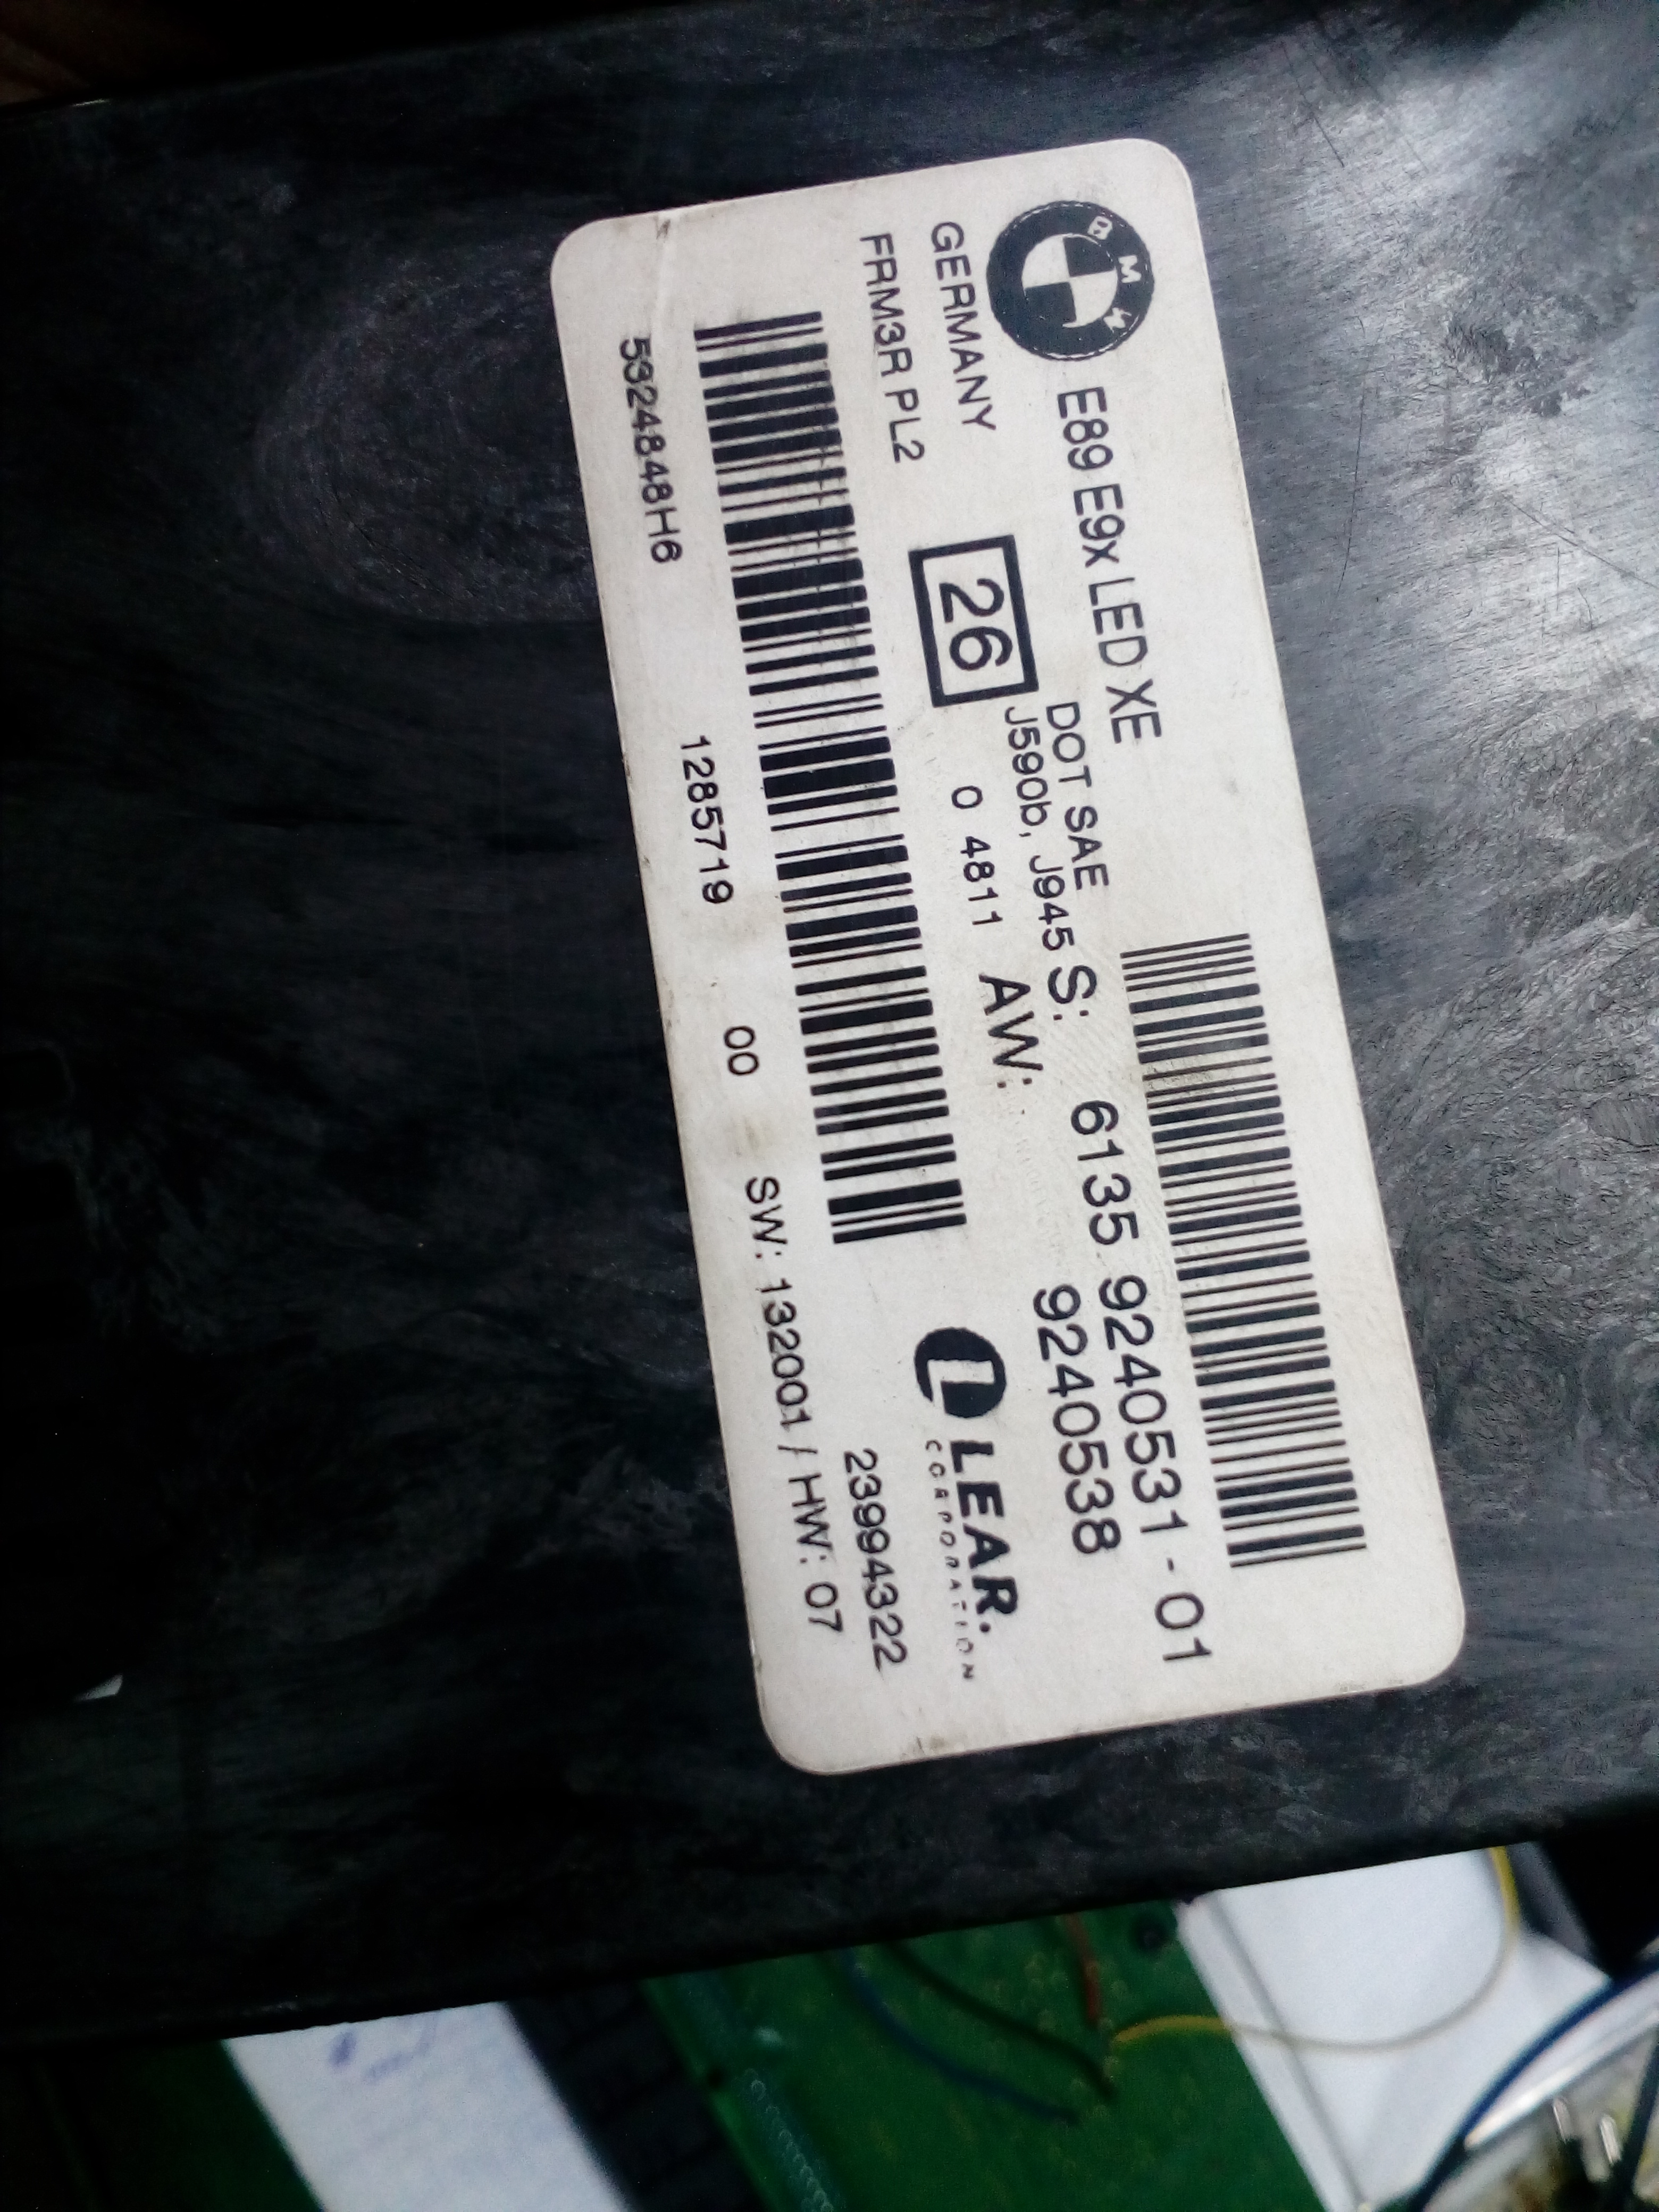 BMW
E89 E9x LED XE
GERMANY
FRM3R PL2
26
DOT SAE
J590b, J945
0 4811
S: 6135 9240531 - 01
AW: 9240538
LEAR.
CORPORATION
23994322
5324848H6 1285719 00 SW: 132001 / HW: 07